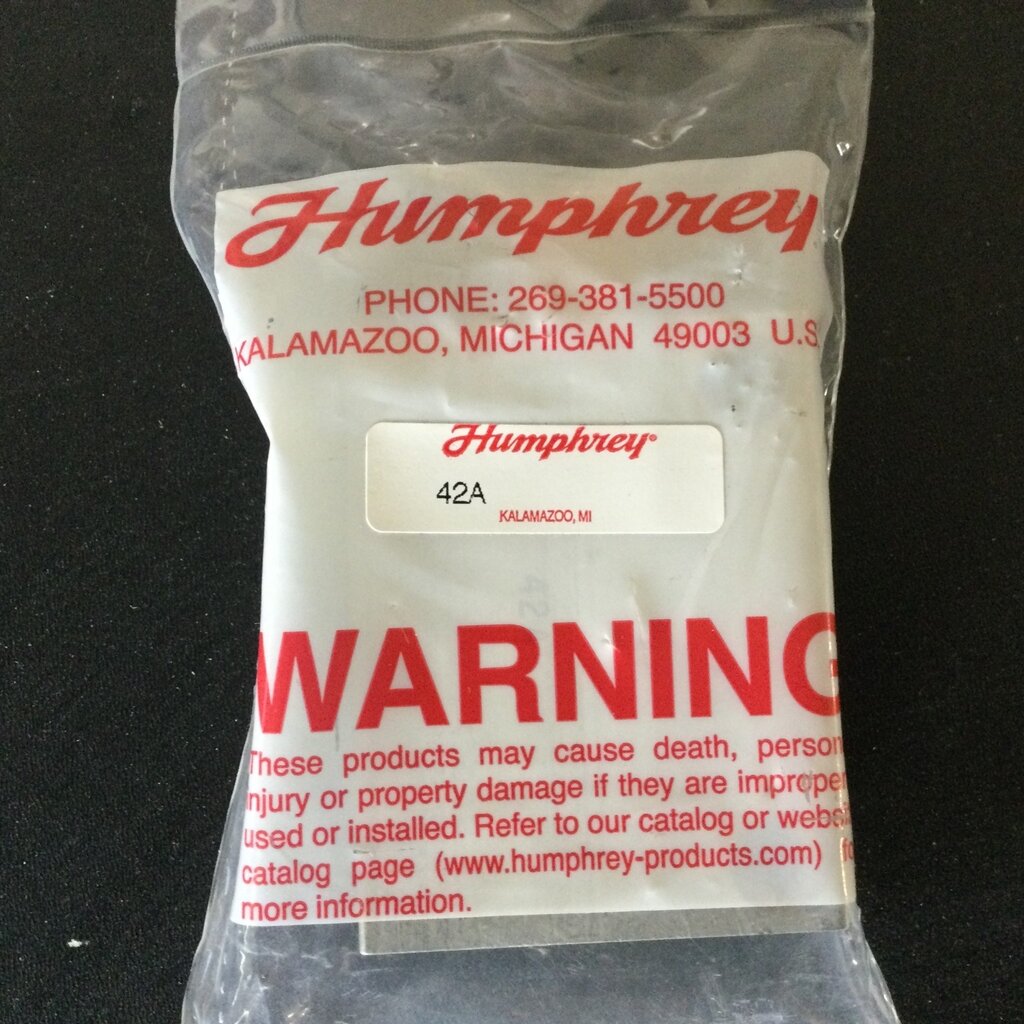 Humphrey
PHONE: 269-381-5500
KALAMAZOO, MICHIGAN 49003 U.S.
Humphrey®
42A
KALAMAZOO, MI
WARNING
These products may cause death, person
injury or property damage if they are improper
used or installed. Refer to our catalog or webs
catalog page (www.humphrey-products.com) fo
more information.